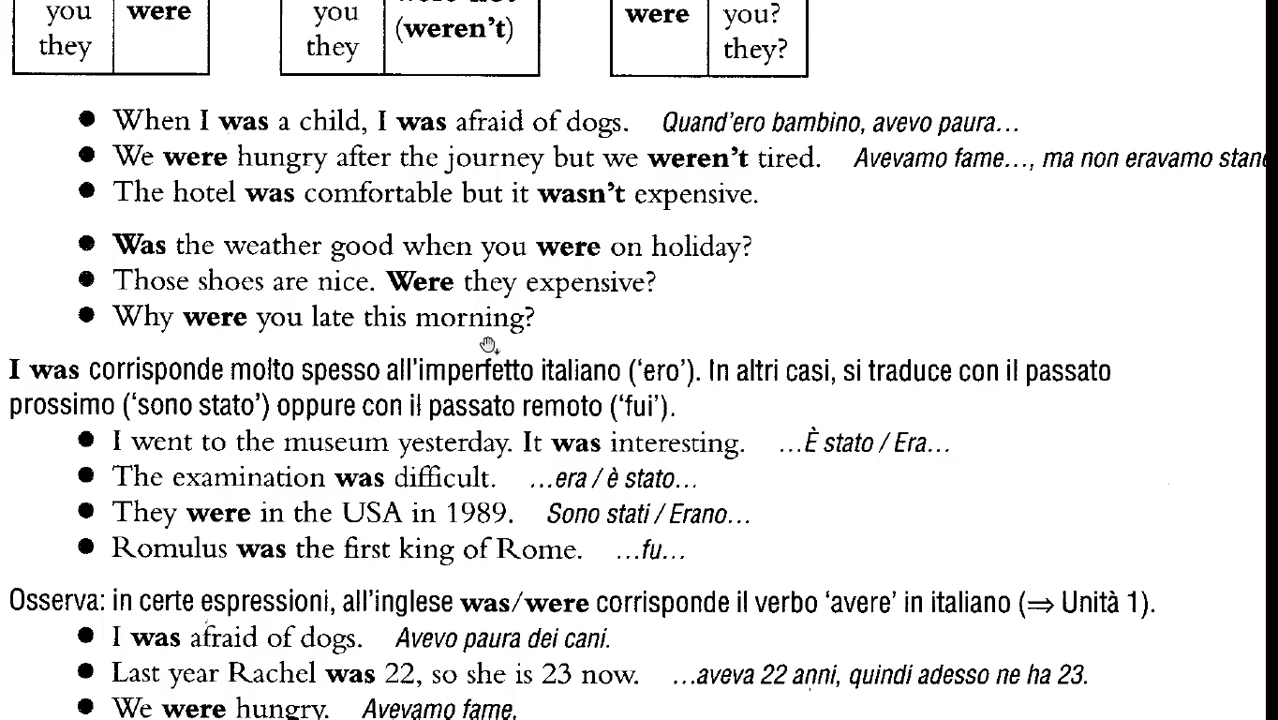 you were you were you?
they (weren't) they?
they
• When I was a child, I was afraid of dogs. Quand'ero bambino, avevo paura…
• We were hungry after the journey but we weren't tired. Avevamo fame…, ma non eravamo
• The hotel was comfortable but it wasn't expensive.
• Was the weather good when you were on holiday?
• Those shoes are nice. Were they expensive?
• Why were you late this morning?
I was corrisponde molto spesso all'imperfetto italiano ('ero'). In altri casi, si traduce con il passato
prossimo ('sono stato') oppure con il passato remoto ('fui').
• I went to the museum yesterday. It was interesting. …È stato / Era…
• The examination was difficult. …era / è stato…
• They were in the USA in 1989. Sono stati / Erano…
• Romulus was the first king of Rome. …fu…
Osserva: in certe espressioni, all'inglese was/were corrisponde il verbo 'avere' in italiano (⇒ Unità 1).
• I was afraid of dogs. Avevo paura dei cani.
• Last year Rachel was 22, so she is 23 now. …aveva 22 anni, quindi adesso ne ha 23.
• We were hungry. Avevamo fame.